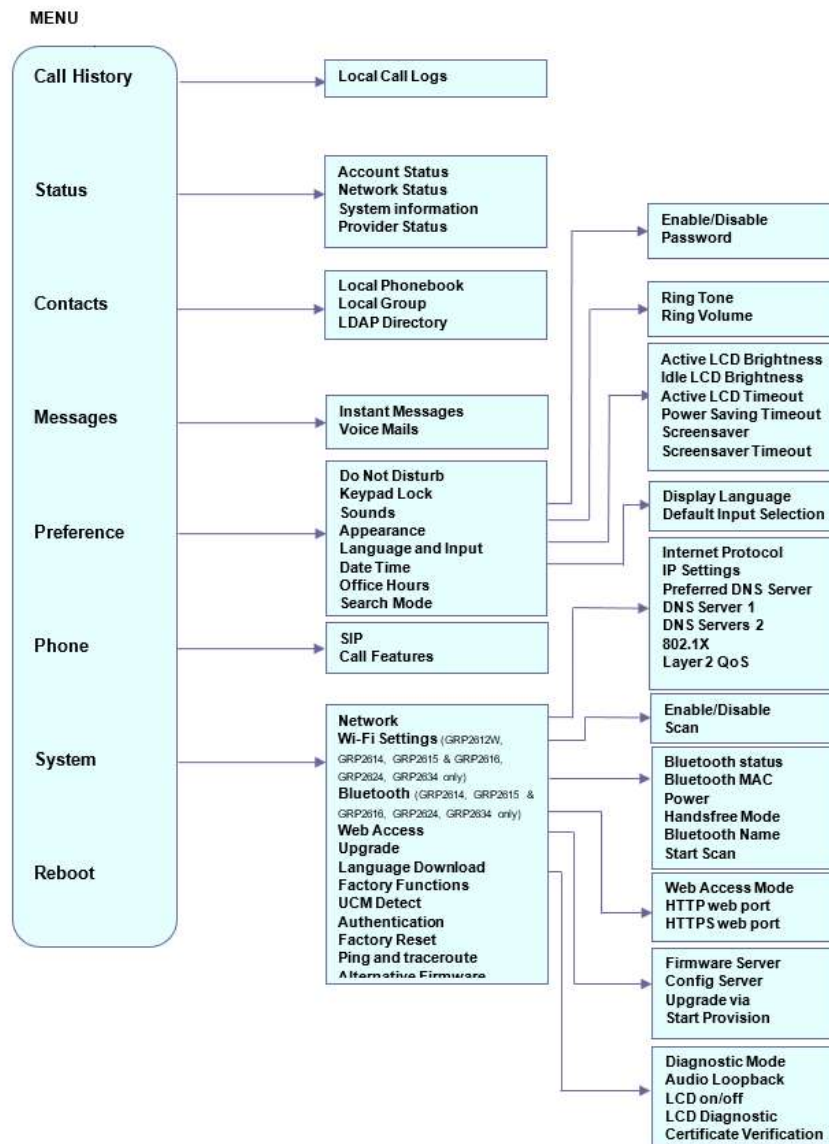 MENU
Call History
Status
Contacts
Messages
Preference
Phone
System
Reboot
Local Call Logs
Account Status
Network Status
System information
Provider Status
Local Phonebook
Local Group
LDAP Directory
Instant Messages
Voice Mails
Do Not Disturb
Keypad Lock
Sounds
Appearance
Language and Input
Date Time
Office Hours
Search Mode
SIP
Call Features
Network
Wi-Fi Settings (GRP2612W,
GRP2614, GRP2615 & GRP2616,
GRP2624, GRP2634 only)
Bluetooth (GRP2614, GRP2615 &
GRP2616, GRP2624, GRP2634 only)
Web Access
Upgrade
Language Download
Factory Functions
UCM Detect
Authentication
Factory Reset
Ping and traceroute
Alternative Firmware
Enable/Disable
Password
Ring Tone
Ring Volume
Active LCD Brightness
Idle LCD Brightness
Active LCD Timeout
Power Saving Timeout
Screensaver
Screensaver Timeout
Display Language
Default Input Selection
Internet Protocol
IP Settings
Preferred DNS Server
DNS Server 1
DNS Servers 2
802.1X
Layer 2 QoS
Enable/Disable
Scan
Bluetooth status
Bluetooth MAC
Power
Handsfree Mode
Bluetooth Name
Start Scan
Web Access Mode
HTTP web port
HTTPS web port
Firmware Server
Config Server
Upgrade via
Start Provision
Diagnostic Mode
Audio Loopback
LCD on/off
LCD Diagnostic
Certificate Verification